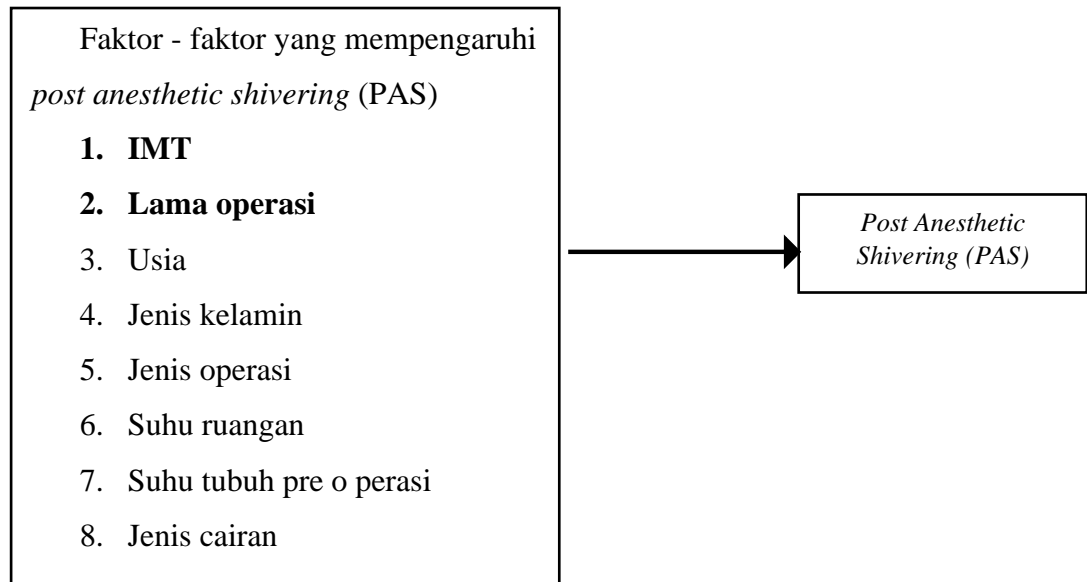 Faktor - faktor yang mempengaruhi
post anesthetic shivering (PAS)
1. IMT
2. Lama operasi
3. Usia
4. Jenis kelamin
5. Jenis operasi
6. Suhu ruangan
7. Suhu tubuh pre o perasi
8. Jenis cairan
Post Anesthetic
Shivering (PAS)